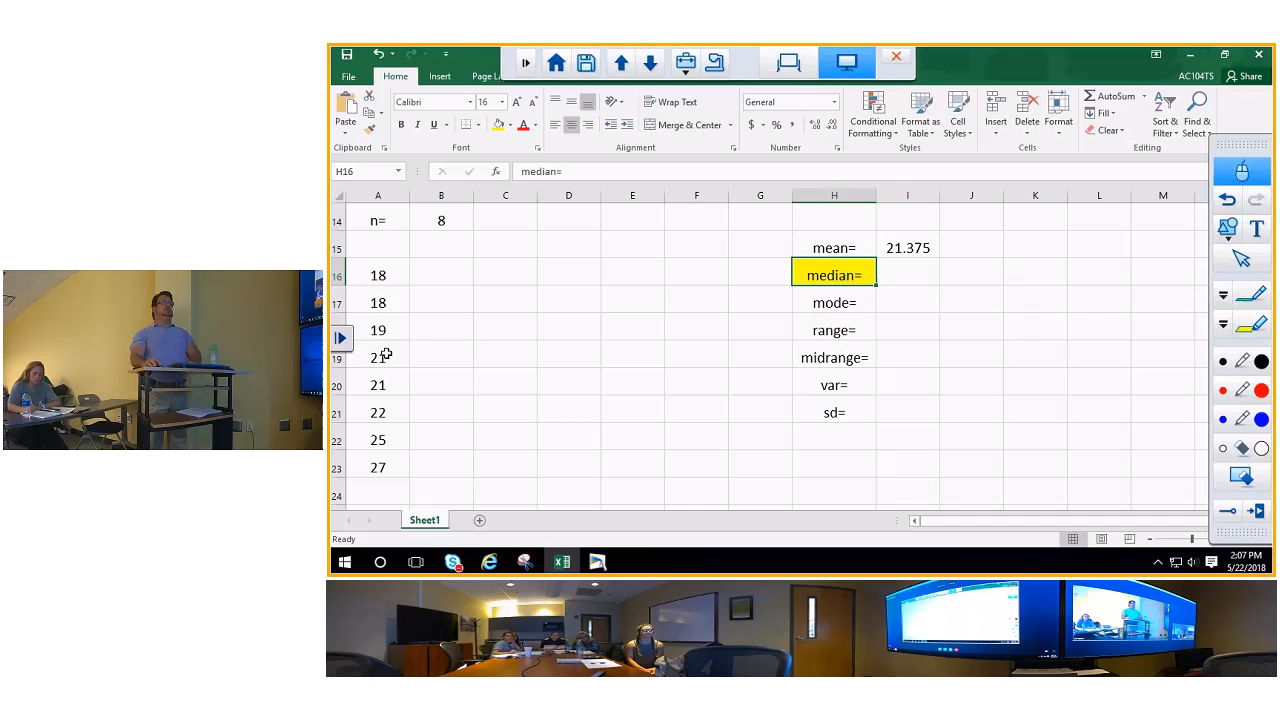 File
Home
Insert
Page La
AC104TS
Share
Paste
Calibri
16
Wrap Text
General
AutoSum
B I U
Merge & Center
$ % ,
Conditional Formatting
Format as Table
Cell Styles
Insert
Delete
Format
Fill
Clear
Sort & Filter
Find & Select
Clipboard
Font
Alignment
Number
Styles
Cells
Editing
H16
fx
median=
A B C D E F G H I J K L M
14 n= 8
15 mean= 21.375
16 18 median=
17 18 mode=
19 range=
19 21 midrange=
20 21 var=
21 22 sd=
22 25
23 27
24
Sheet1
Ready
2:07 PM
5/22/2018